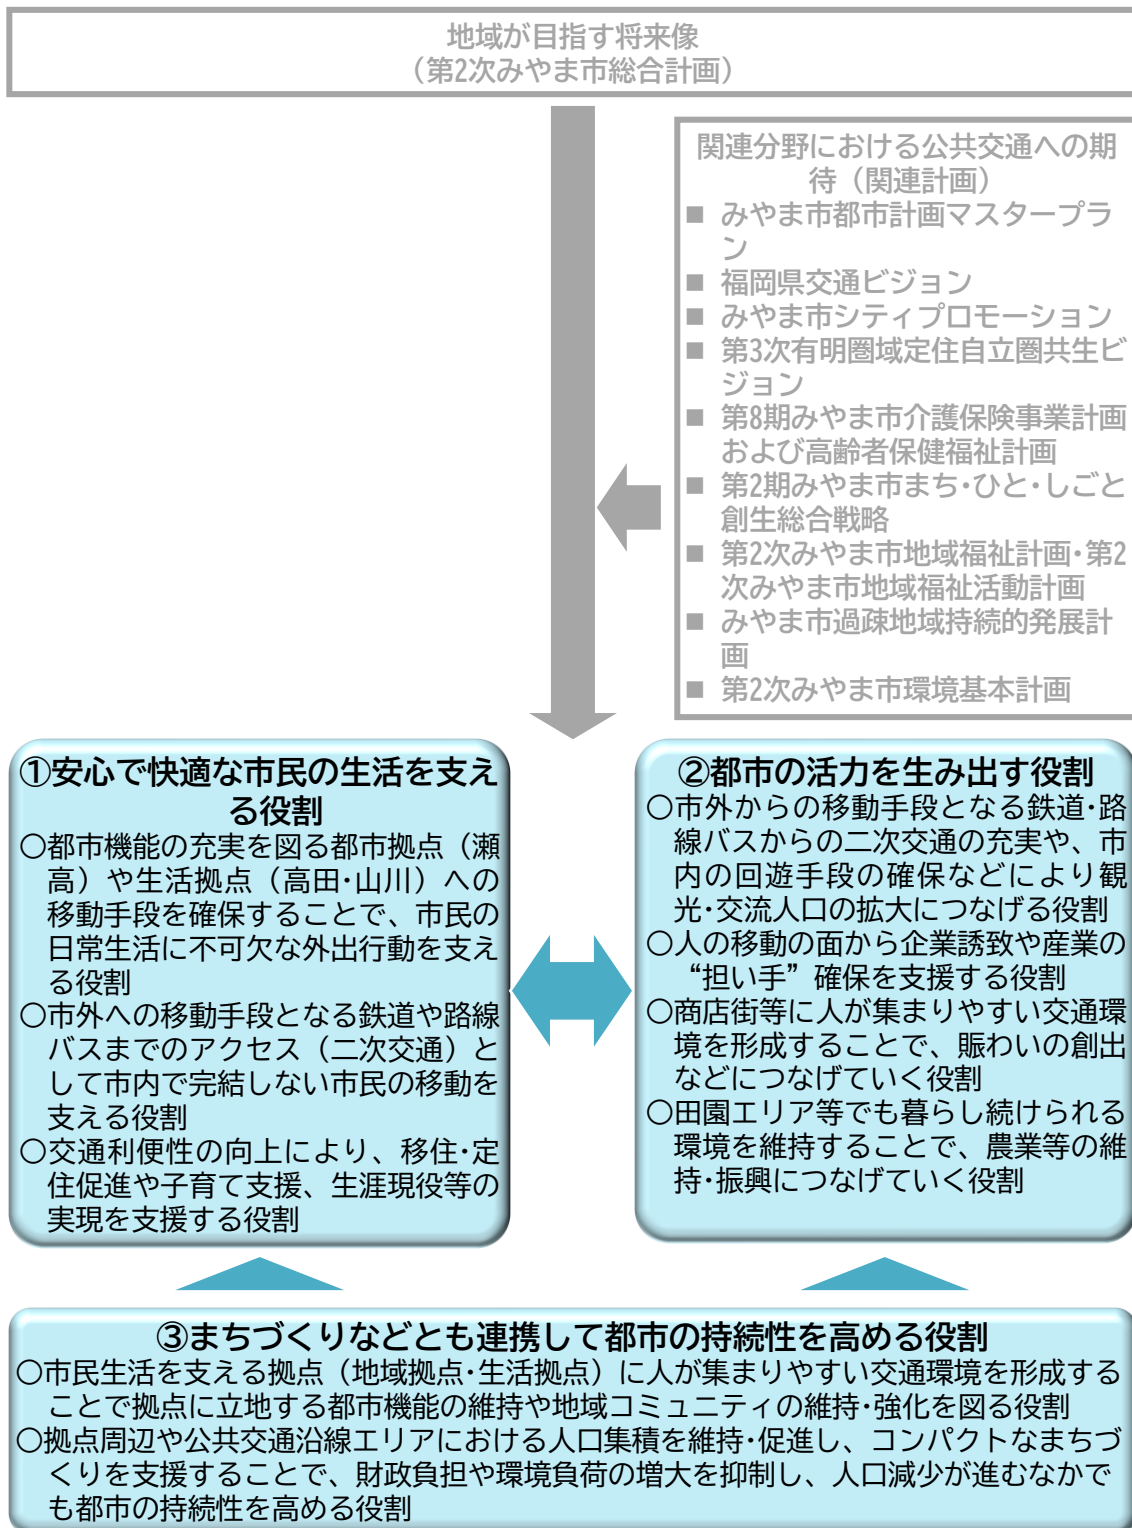 地域が目指す将来像
（第2次みやま市総合計画）
関連分野における公共交通への期
待（関連計画）
■ みやま市都市計画マスタープラ
ン
■ 福岡県交通ビジョン
■ みやま市シティプロモーション
■ 第3次有明圏域定住自立圏共生ビ
ジョン
■ 第8期みやま市介護保険事業計画
および高齢者保健福祉計画
■ 第2期みやま市まち･ひと･しごと
創生総合戦略
■ 第2次みやま市地域福祉計画･第2
次みやま市地域福祉活動計画
■ みやま市過疎地域持続的発展計
画
■ 第2次みやま市環境基本計画
①安心で快適な市民の生活を支え
る役割
○都市機能の充実を図る都市拠点（瀬
高）や生活拠点（高田･山川）への
移動手段を確保することで、市民の
日常生活に不可欠な外出行動を支え
る役割
○市外への移動手段となる鉄道や路線
バスまでのアクセス（二次交通）と
して市内で完結しない市民の移動を
支える役割
○交通利便性の向上により、移住･定
住促進や子育て支援、生涯現役等の
実現を支援する役割
②都市の活力を生み出す役割
○市外からの移動手段となる鉄道･路
線バスからの二次交通の充実や、市
内の回遊手段の確保などにより観
光･交流人口の拡大につなげる役割
○人の移動の面から企業誘致や産業の
“担い手”確保を支援する役割
○商店街等に人が集まりやすい交通環
境を形成することで、賑わいの創出
などにつなげていく役割
○田園エリア等でも暮らし続けられる
環境を維持することで、農業等の維
持･振興につなげていく役割
③まちづくりなどとも連携して都市の持続性を高める役割
○市民生活を支える拠点（地域拠点･生活拠点）に人が集まりやすい交通環境を形成する
ことで拠点に立地する都市機能の維持や地域コミュニティの維持･強化を図る役割
○拠点周辺や公共交通沿線エリアにおける人口集積を維持･促進し、コンパクトなまちづ
くりを支援することで、財政負担や環境負荷の増大を抑制し、人口減少が進むなかで
も都市の持続性を高める役割